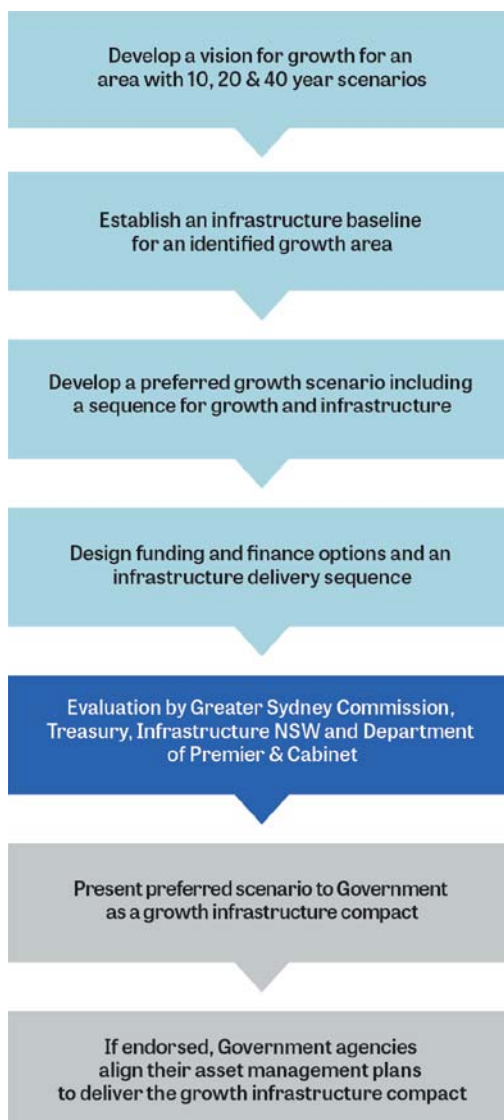 Develop a vision for growth for an
area with 10, 20 & 40 year scenarios
Establish an infrastructure baseline
for an identified growth area
Develop a preferred growth scenario including
a sequence for growth and infrastructure
Design funding and finance options and an
infrastructure delivery sequence
Evaluation by Greater Sydney Commission,
Treasury, Infrastructure NSW and Department
of Premier & Cabinet
Present preferred scenario to Government
as a growth infrastructure compact
If endorsed, Government agencies
align their asset management plans
to deliver the growth infrastructure compact